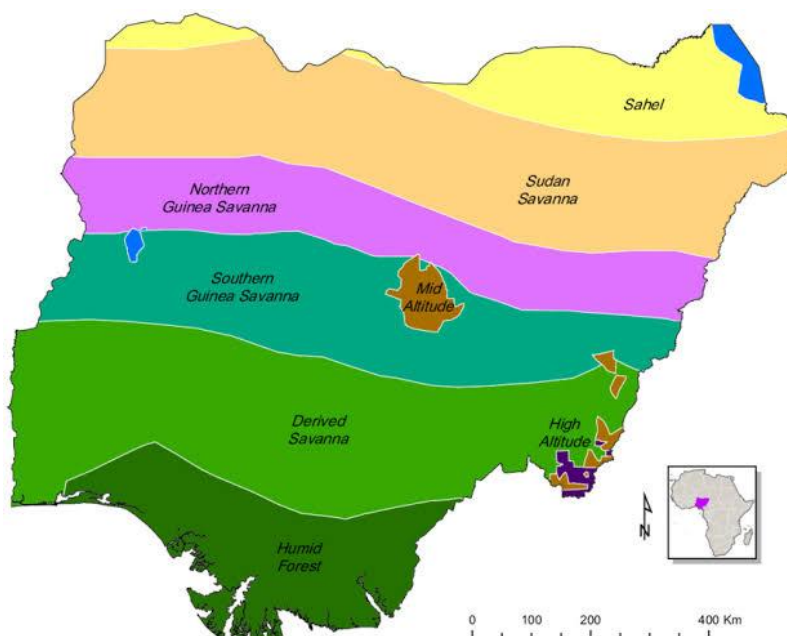 Sahel
Sudan
Savanna
Northern
Guinea Savanna
Southern
Guinea Savanna
Mid
Altitude
Derived
Savanna
High
Altitude
Humid
Forest
N
0 100 200 400 Km